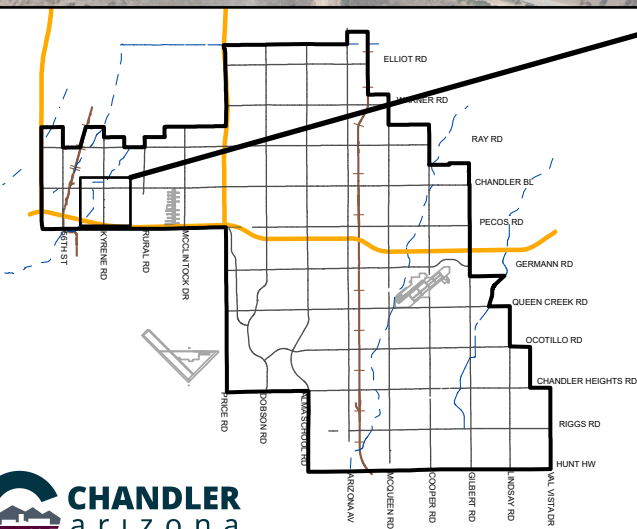 ELLIOT RD
WARNER RD
RAY RD
CHANDLER BL
PECOS RD
GERMANN RD
QUEEN CREEK RD
OCOTILLO RD
CHANDLER HEIGHTS RD
RIGGS RD
HUNT HW
56TH ST
KYRENE RD
RURAL RD
MCCLINTOCK DR
PRICE RD
DOBSON RD
ALMA SCHOOL RD
ARIZONA AV
MCQUEEN RD
COOPER RD
GILBERT RD
LINDSAY RD
VAL VISTA DR
CHANDLER
arizona